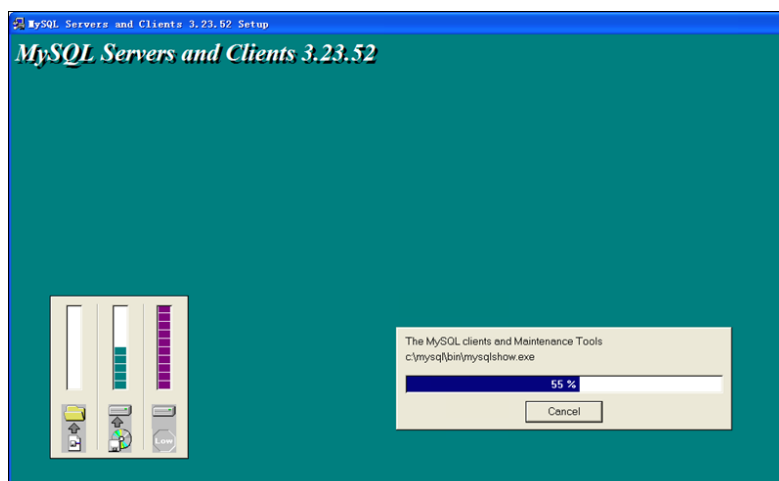 MySQL Servers and Clients 3.23.52 Setup
MySQL Servers and Clients 3.23.52
The MySQL clients and Maintenance Tools
c:\mysql\bin\mysqlshow.exe
55 %
Cancel
Low